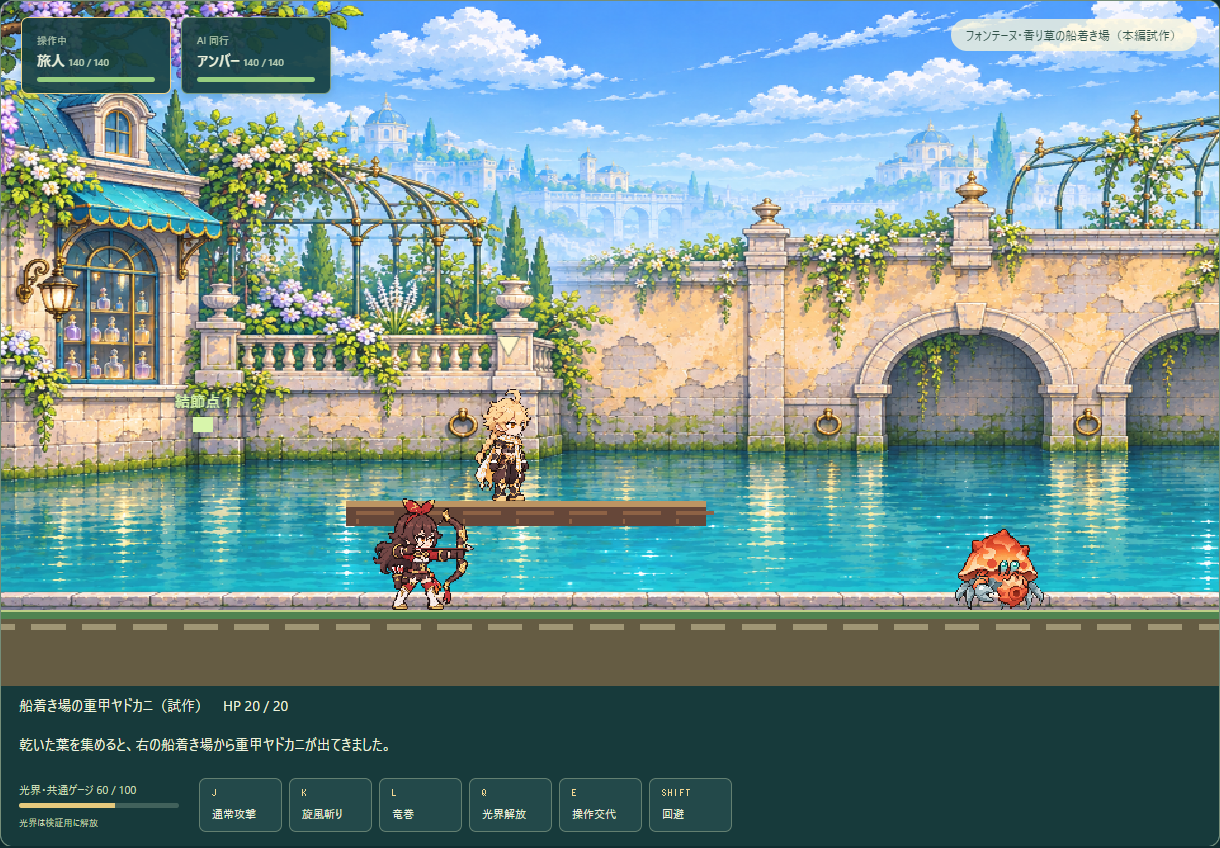 操作中
旅人 140 / 140
AI 同行
アンバー 140 / 140
フォンテーヌ・香り草の船着き場（本編試作）
結節点 1
船着き場の重甲ヤドカニ（試作） HP 20 / 20
乾いた葉を集めると、右の船着き場から重甲ヤドカニが出てきました。
光界・共通ゲージ 60 / 100
光界は検証用に解放
J
通常攻撃
K
旋風斬り
L
竜巻
Q
光界解放
E
操作交代
SHIFT
回避